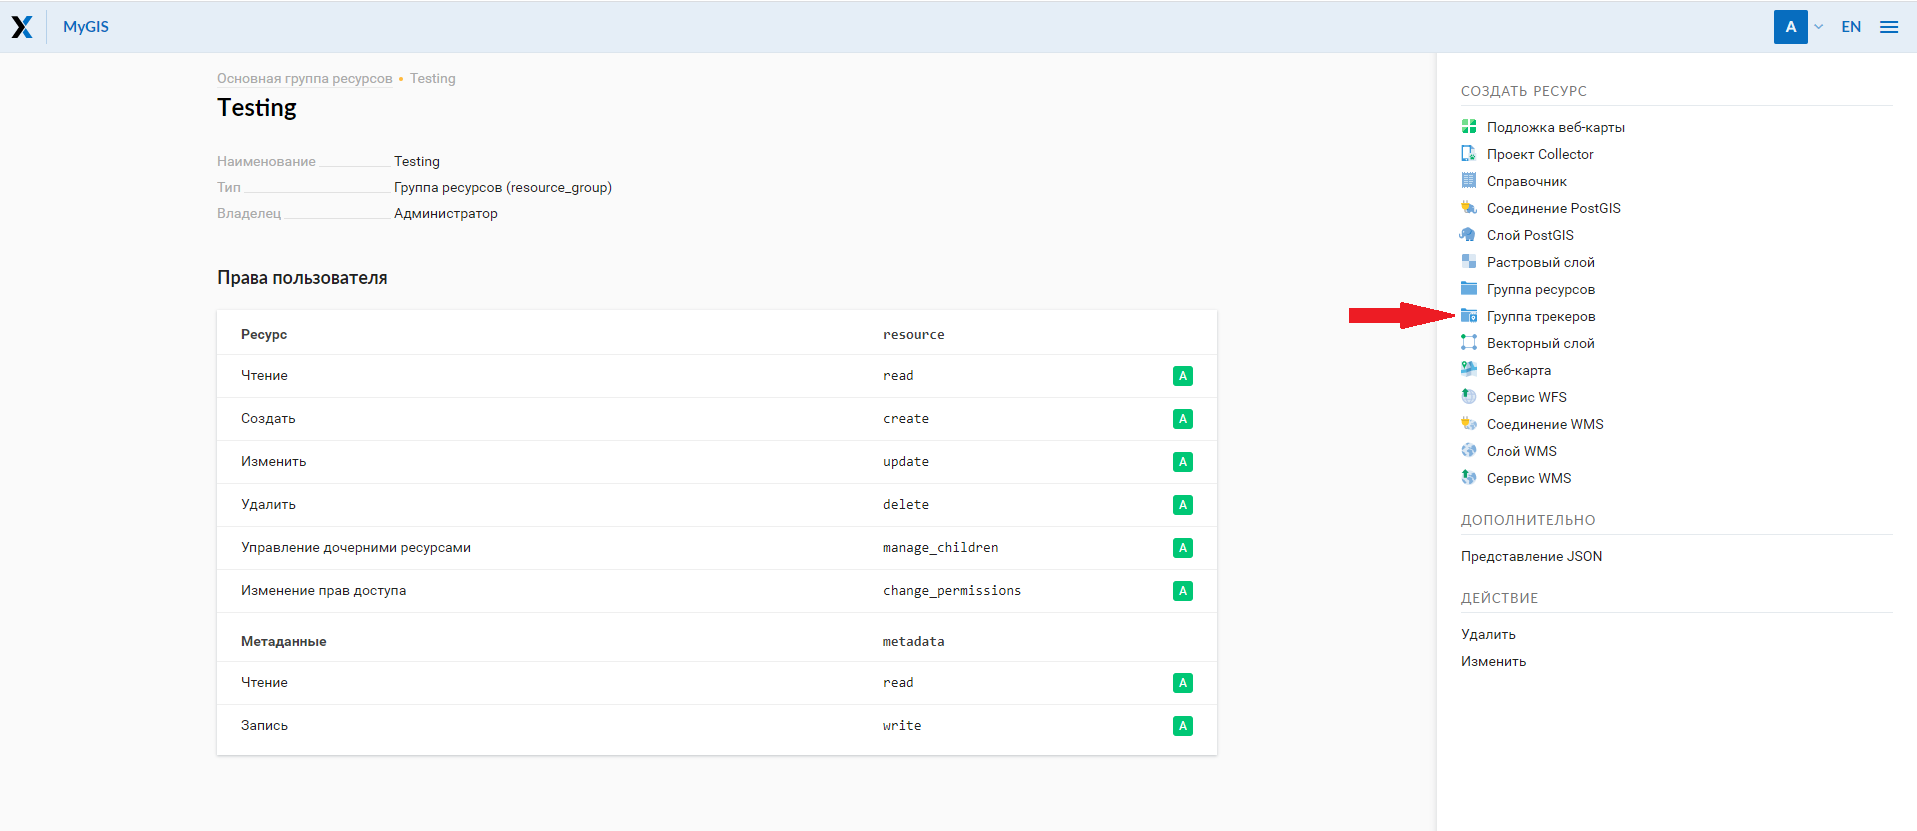 MyGIS
A EN
Основная группа ресурсов • Testing
Testing
Наименование Testing
Тип Группа ресурсов (resource_group)
Владелец Администратор
Права пользователя
Ресурс resource
Чтение read A
Создать create A
Изменить update A
Удалить delete A
Управление дочерними ресурсами manage_children A
Изменение прав доступа change_permissions A
Метаданные metadata
Чтение read A
Запись write A
СОЗДАТЬ РЕСУРС
Подложка веб-карты
Проект Collector
Справочник
Соединение PostGIS
Слой PostGIS
Растровый слой
Группа ресурсов
Группа трекеров
Векторный слой
Веб-карта
Сервис WFS
Соединение WMS
Слой WMS
Сервис WMS
ДОПОЛНИТЕЛЬНО
Представление JSON
ДЕЙСТВИЕ
Удалить
Изменить